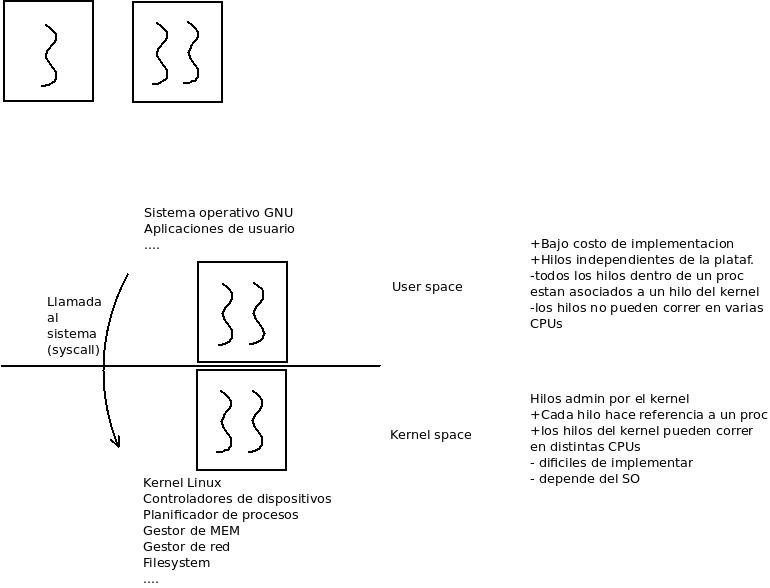 Sistema operativo GNU
Aplicaciones de usuario
....
Llamada
al
sistema
(syscall)
User space
+Bajo costo de implementacion
+Hilos independientes de la plataf.
-todos los hilos dentro de un proc
estan asociados a un hilo del kernel
-los hilos no pueden correr en varias
CPUs
Kernel space
Hilos admin por el kernel
+Cada hilo hace referencia a un proc
+los hilos del kernel pueden correr
en distintas CPUs
- dificiles de implementar
- depende del SO
Kernel Linux
Controladores de dispositivos
Planificador de procesos
Gestor de MEM
Gestor de red
Filesystem
....